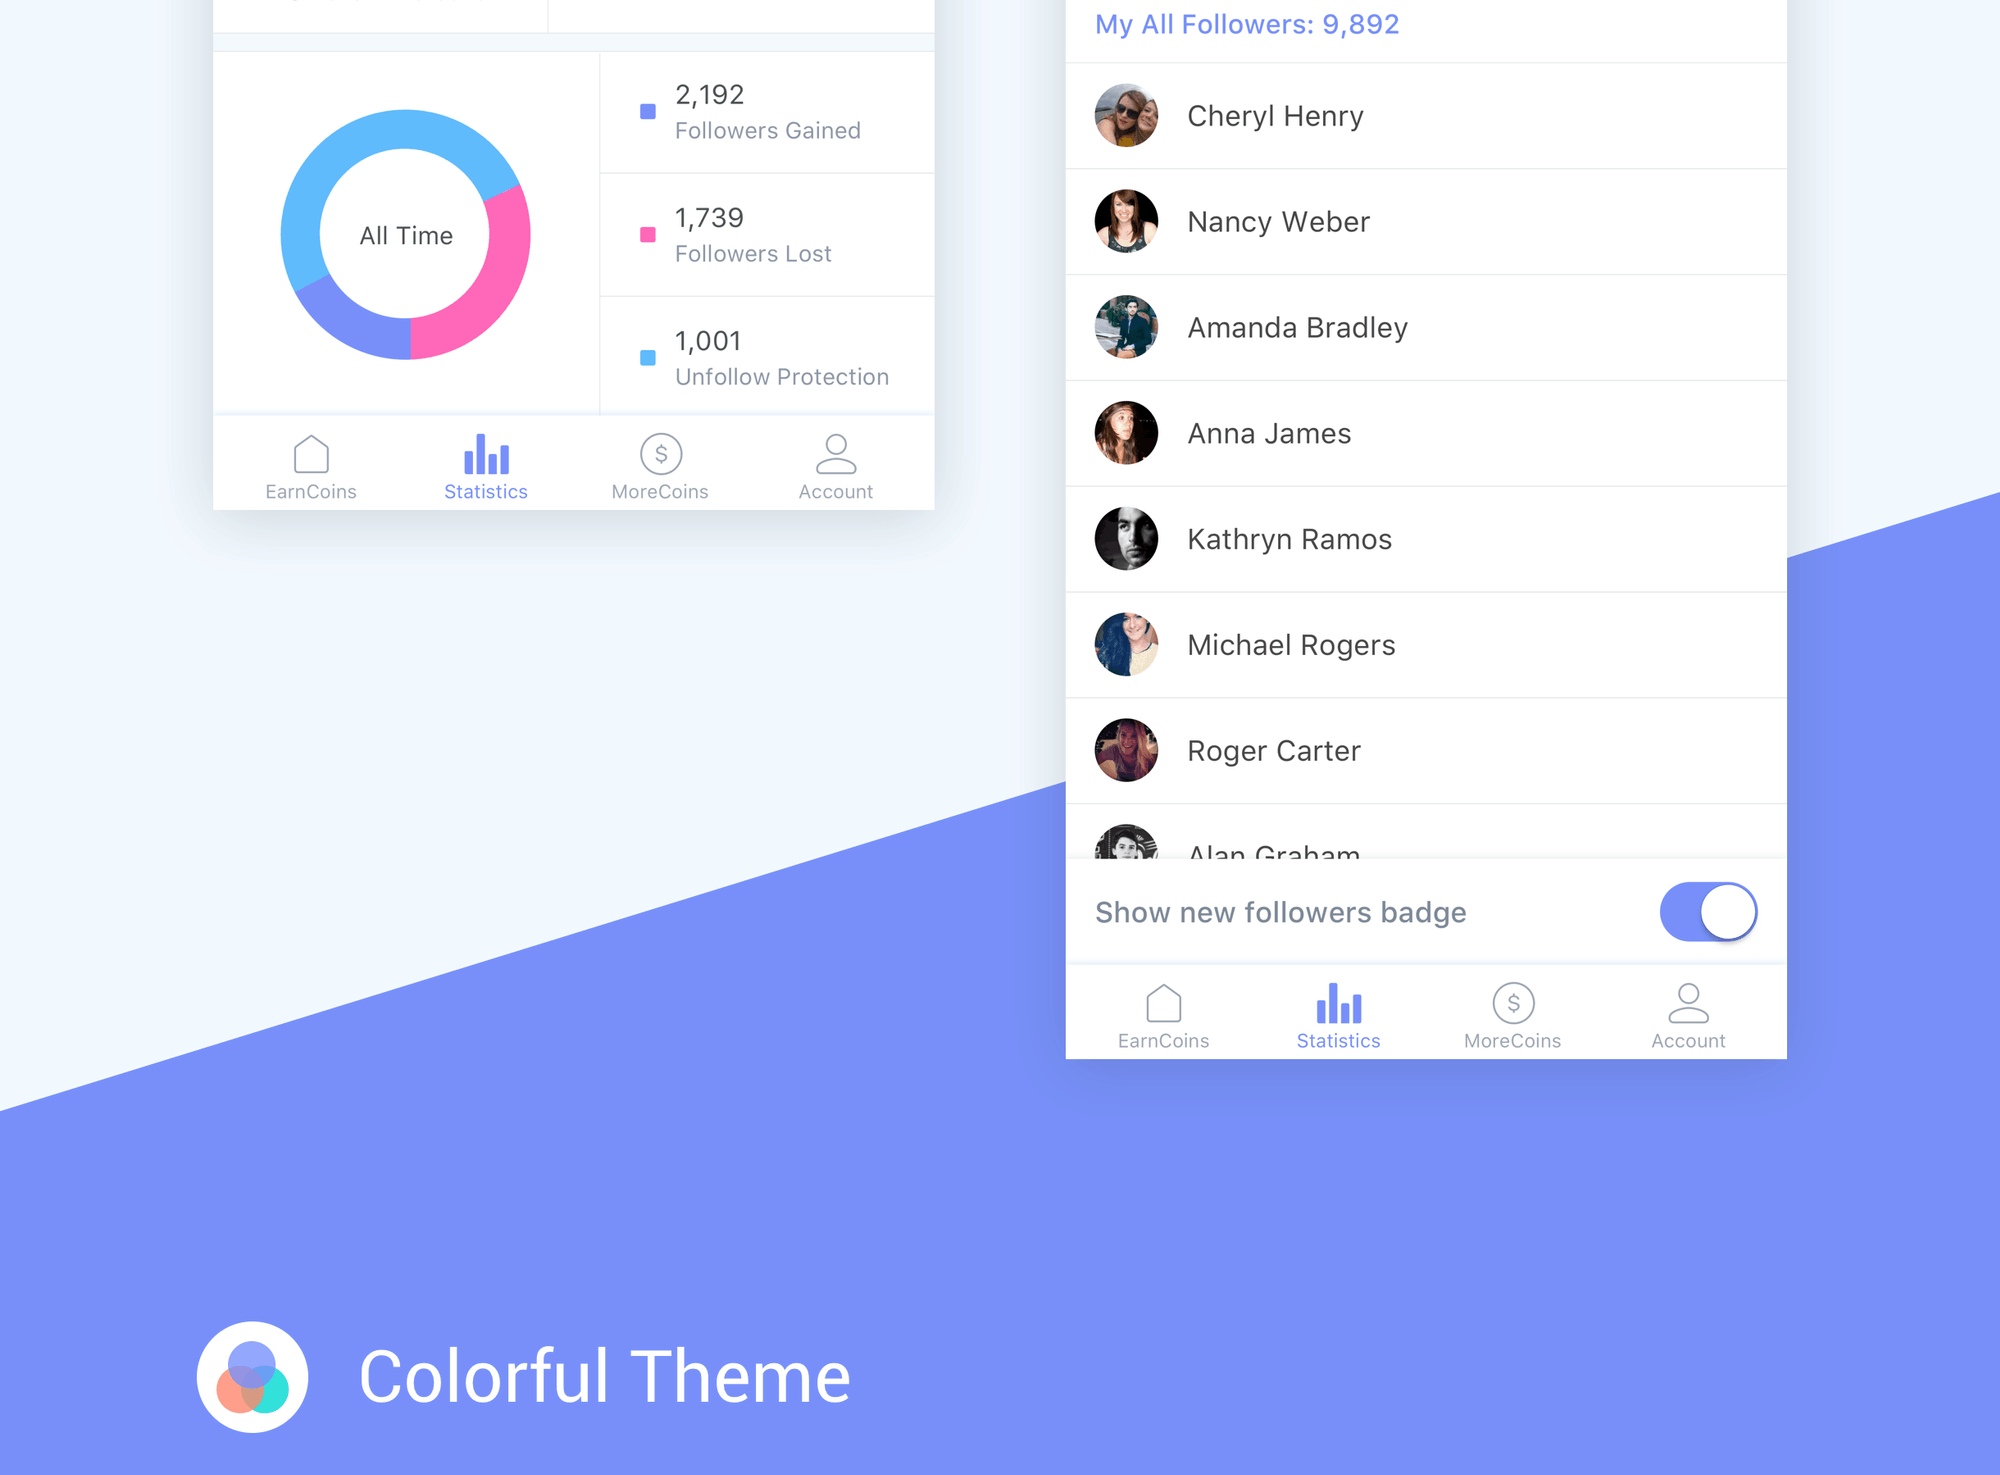 All Time
2,192
Followers Gained
1,739
Followers Lost
1,001
Unfollow Protection
EarnCoins
Statistics
MoreCoins
Account
My All Followers: 9,892
Cheryl Henry
Nancy Weber
Amanda Bradley
Anna James
Kathryn Ramos
Michael Rogers
Roger Carter
Alan Graham
Show new followers badge
EarnCoins
Statistics
MoreCoins
Account
Colorful Theme